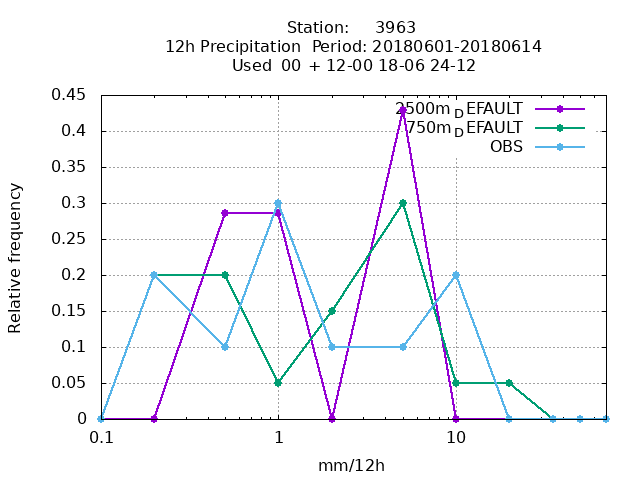 Station: 3963
12h Precipitation Period: 20180601-20180614
Used 00 + 12-00 18-06 24-12
0.45
0.4
0.35
0.3
0.25
0.2
0.15
0.1
0.05
0
Relative frequency
2500m_DEFAULT
750m_DEFAULT
OBS
0.1 1 10
mm/12h